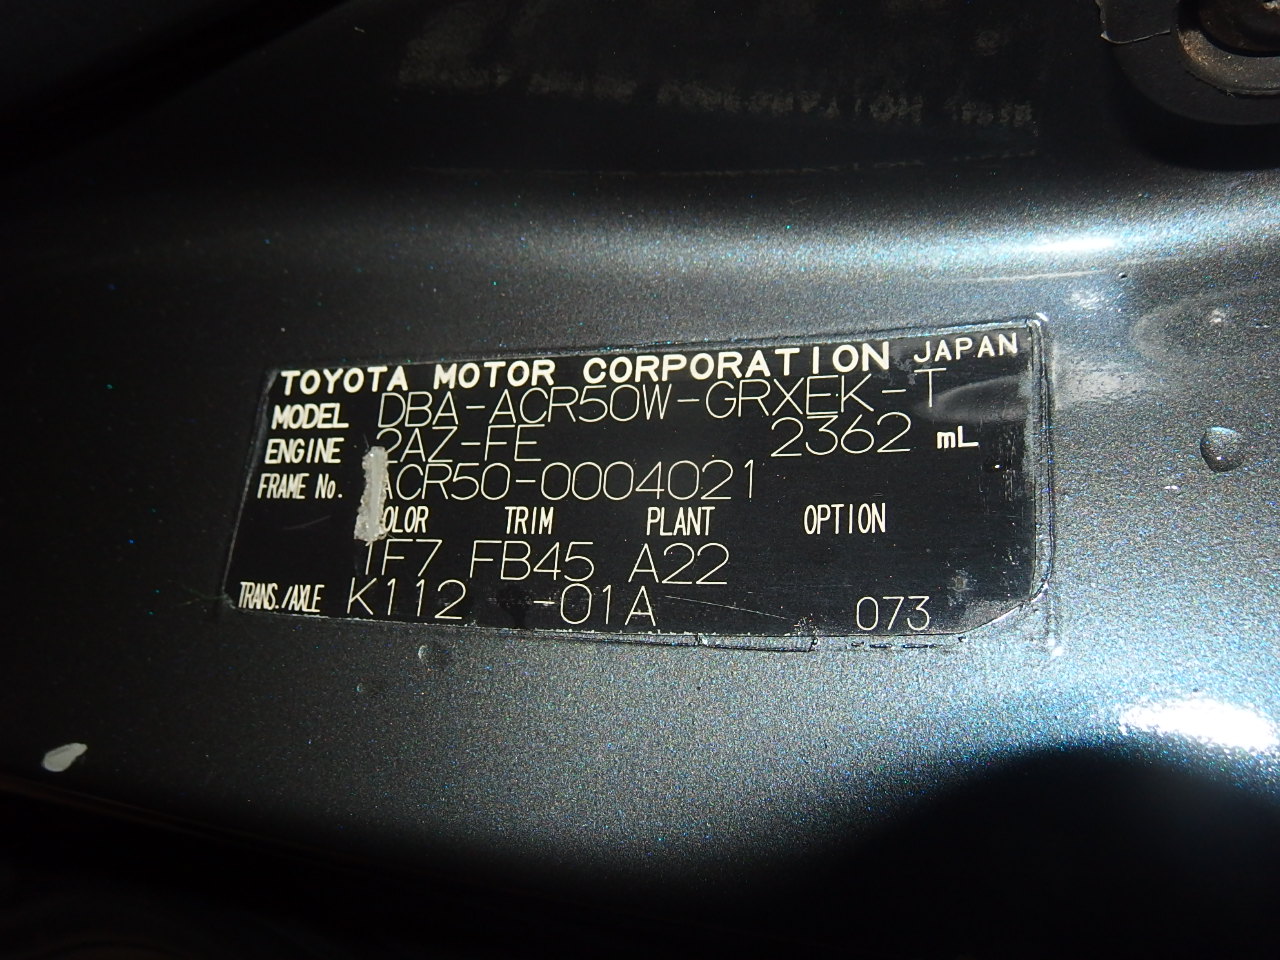 TOYOTA MOTOR CORPORATION JAPAN
MODEL DBA-ACR50W-GRXEK-T
ENGINE 2AZ-FE 2362 mL
FRAME No. ACR50-0004021
COLOR TRIM PLANT OPTION
1F7 FB45 A22
TRANS./AXLE K112 -01A 073